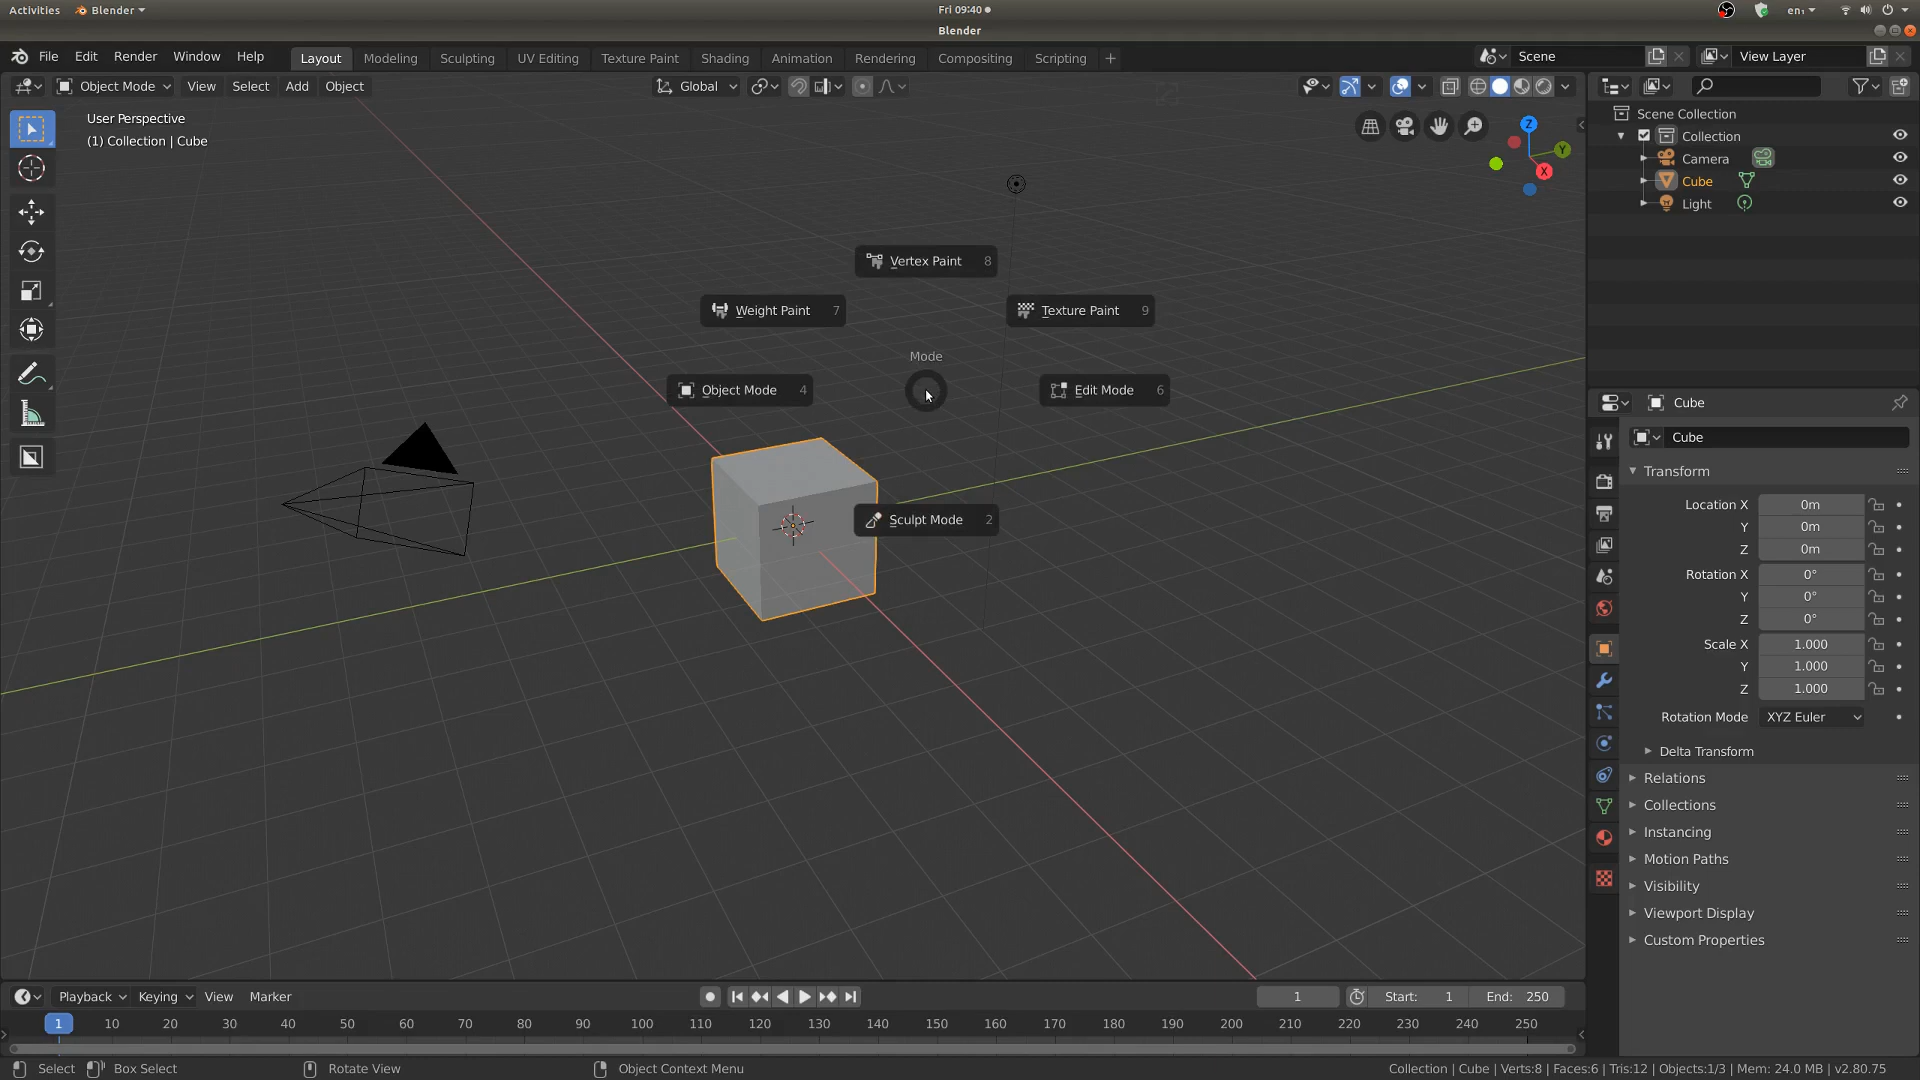 Activities Blender Fri 09:40 en₁
Blender
File Edit Render Window Help Layout Modeling Sculpting UV Editing Texture Paint Shading Animation Rendering Compositing Scripting + Scene View Layer
Object Mode View Select Add Object Global
User Perspective
(1) Collection | Cube
Z
Y
X
Scene Collection
Collection
Camera
Cube
Light
Vertex Paint 8
Weight Paint 7
Texture Paint 9
Mode
Object Mode 4
Edit Mode 6
Sculpt Mode 2
Cube
Cube
Transform
Location X 0m
Y 0m
Z 0m
Rotation X 0°
Y 0°
Z 0°
Scale X 1.000
Y 1.000
Z 1.000
Rotation Mode XYZ Euler
Delta Transform
Relations
Collections
Instancing
Motion Paths
Visibility
Viewport Display
Custom Properties
Playback Keying View Marker 1 Start: 1 End: 250
1 10 20 30 40 50 60 70 80 90 100 110 120 130 140 150 160 170 180 190 200 210 220 230 240 250
Select Box Select Rotate View Object Context Menu Collection | Cube | Verts:8 | Faces:6 | Tris:12 | Objects:1/3 | Mem: 24.0 MB | v2.80.75